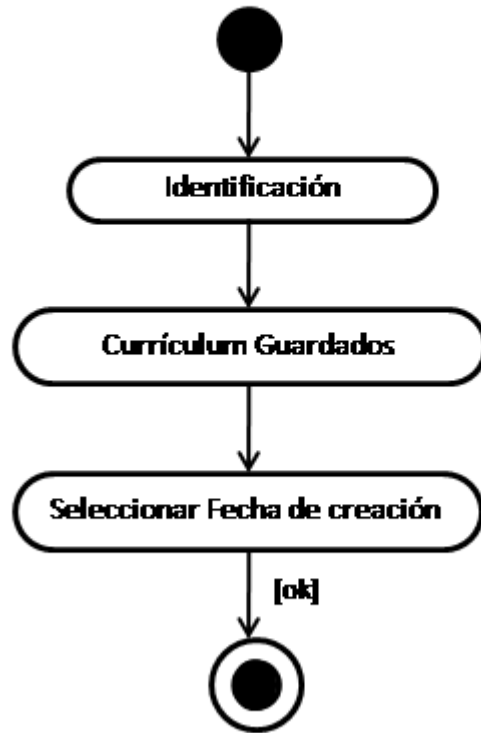 Identificación
Currículum Guardados
Seleccionar Fecha de creación
[ok]